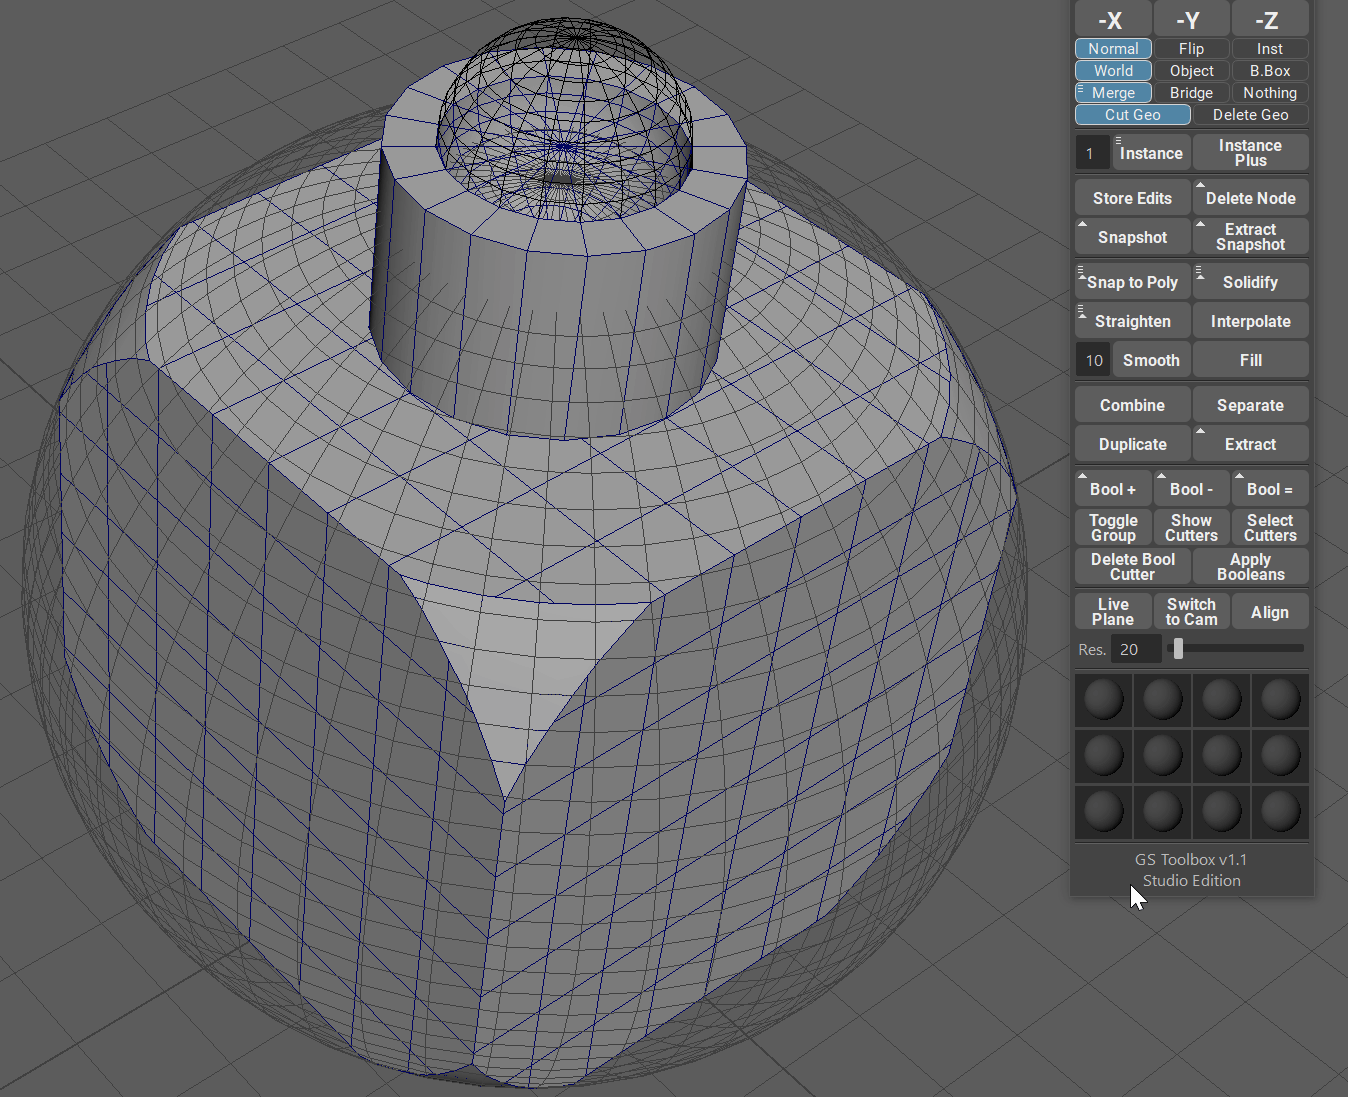 -X -Y -Z
Normal Flip Inst
World Object B.Box
Merge Bridge Nothing
Cut Geo Delete Geo
1 Instance Instance Plus
Store Edits Delete Node
Snapshot Extract Snapshot
Snap to Poly Solidify
Straighten Interpolate
10 Smooth Fill
Combine Separate
Duplicate Extract
Bool + Bool - Bool =
Toggle Group Show Cutters Select Cutters
Delete Bool Cutter Apply Booleans
Live Plane Switch to Cam Align
Res. 20
GS Toolbox v1.1
Studio Edition